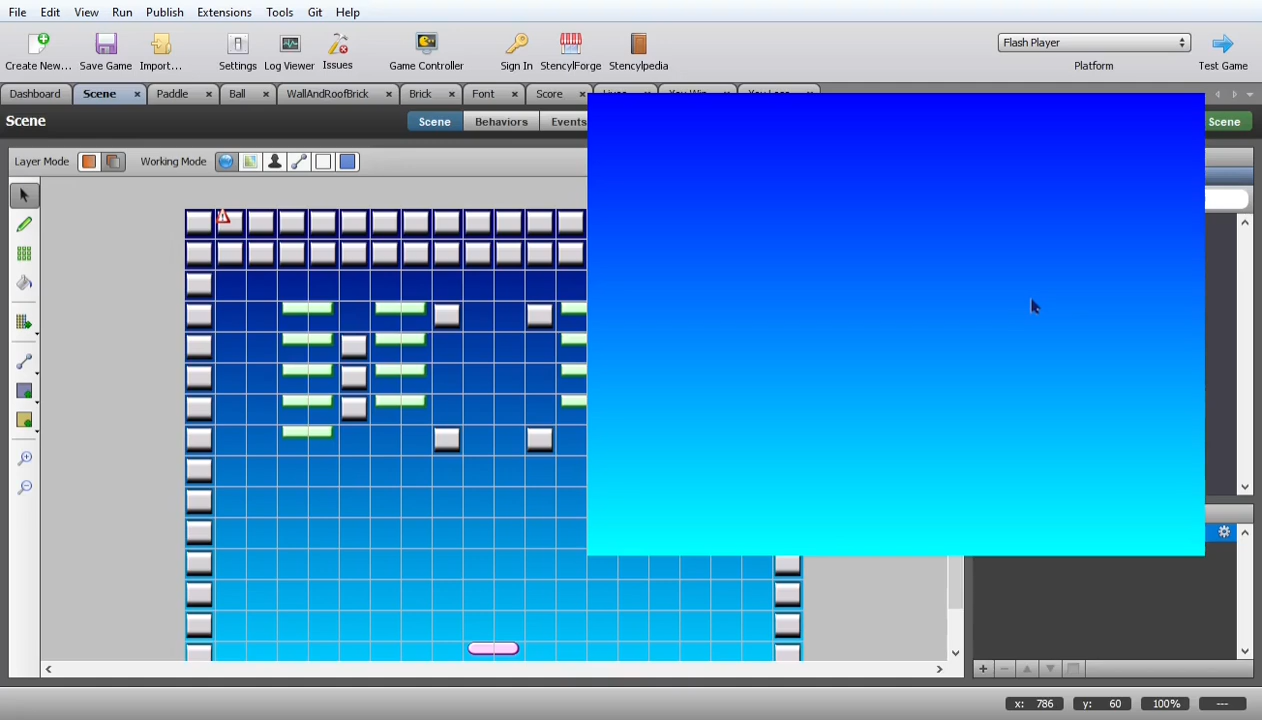 File Edit View Run Publish Extensions Tools Git Help
Create New... Save Game Import... Settings Log Viewer Issues Game Controller Sign In StencylForge Stencylpedia
Flash Player
Platform
Test Game
Dashboard Scene Paddle Ball WallAndRoofBrick Brick Font Score
Scene
Scene Behaviors Events
Scene
Layer Mode Working Mode
x: 786 y: 60 100% ---